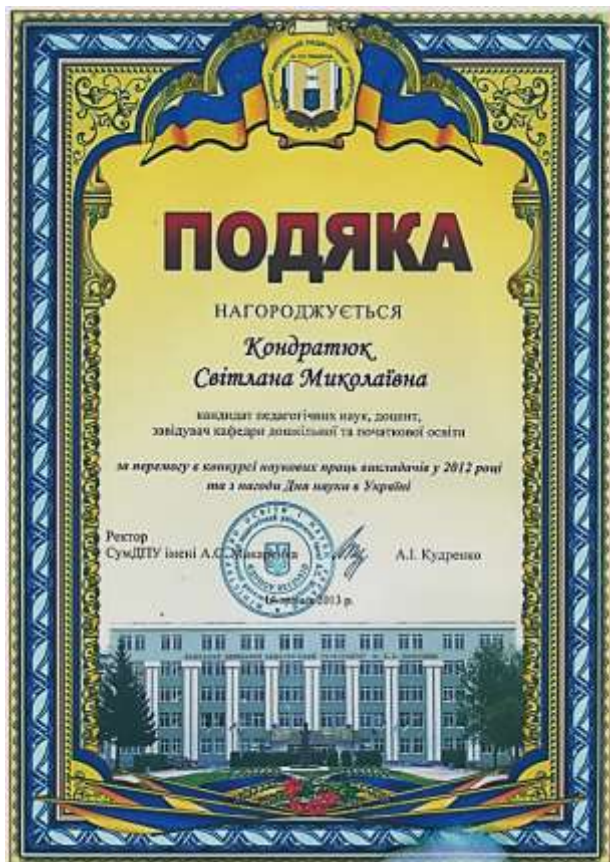 ПОДЯКА
НАГОРОДЖУЄТЬСЯ
Кондратюк
Світлана Миколаївна
кандидат педагогічних наук, доцент,
завідувач кафедри дошкільної та початкової освіти
за перемогу в конкурсі наукових праць викладачів у 2012 році
та з нагоди Дня науки в Україні
Ректор
СумДПУ імені А.С. Макаренка А.І. Кудренко
2013 р.